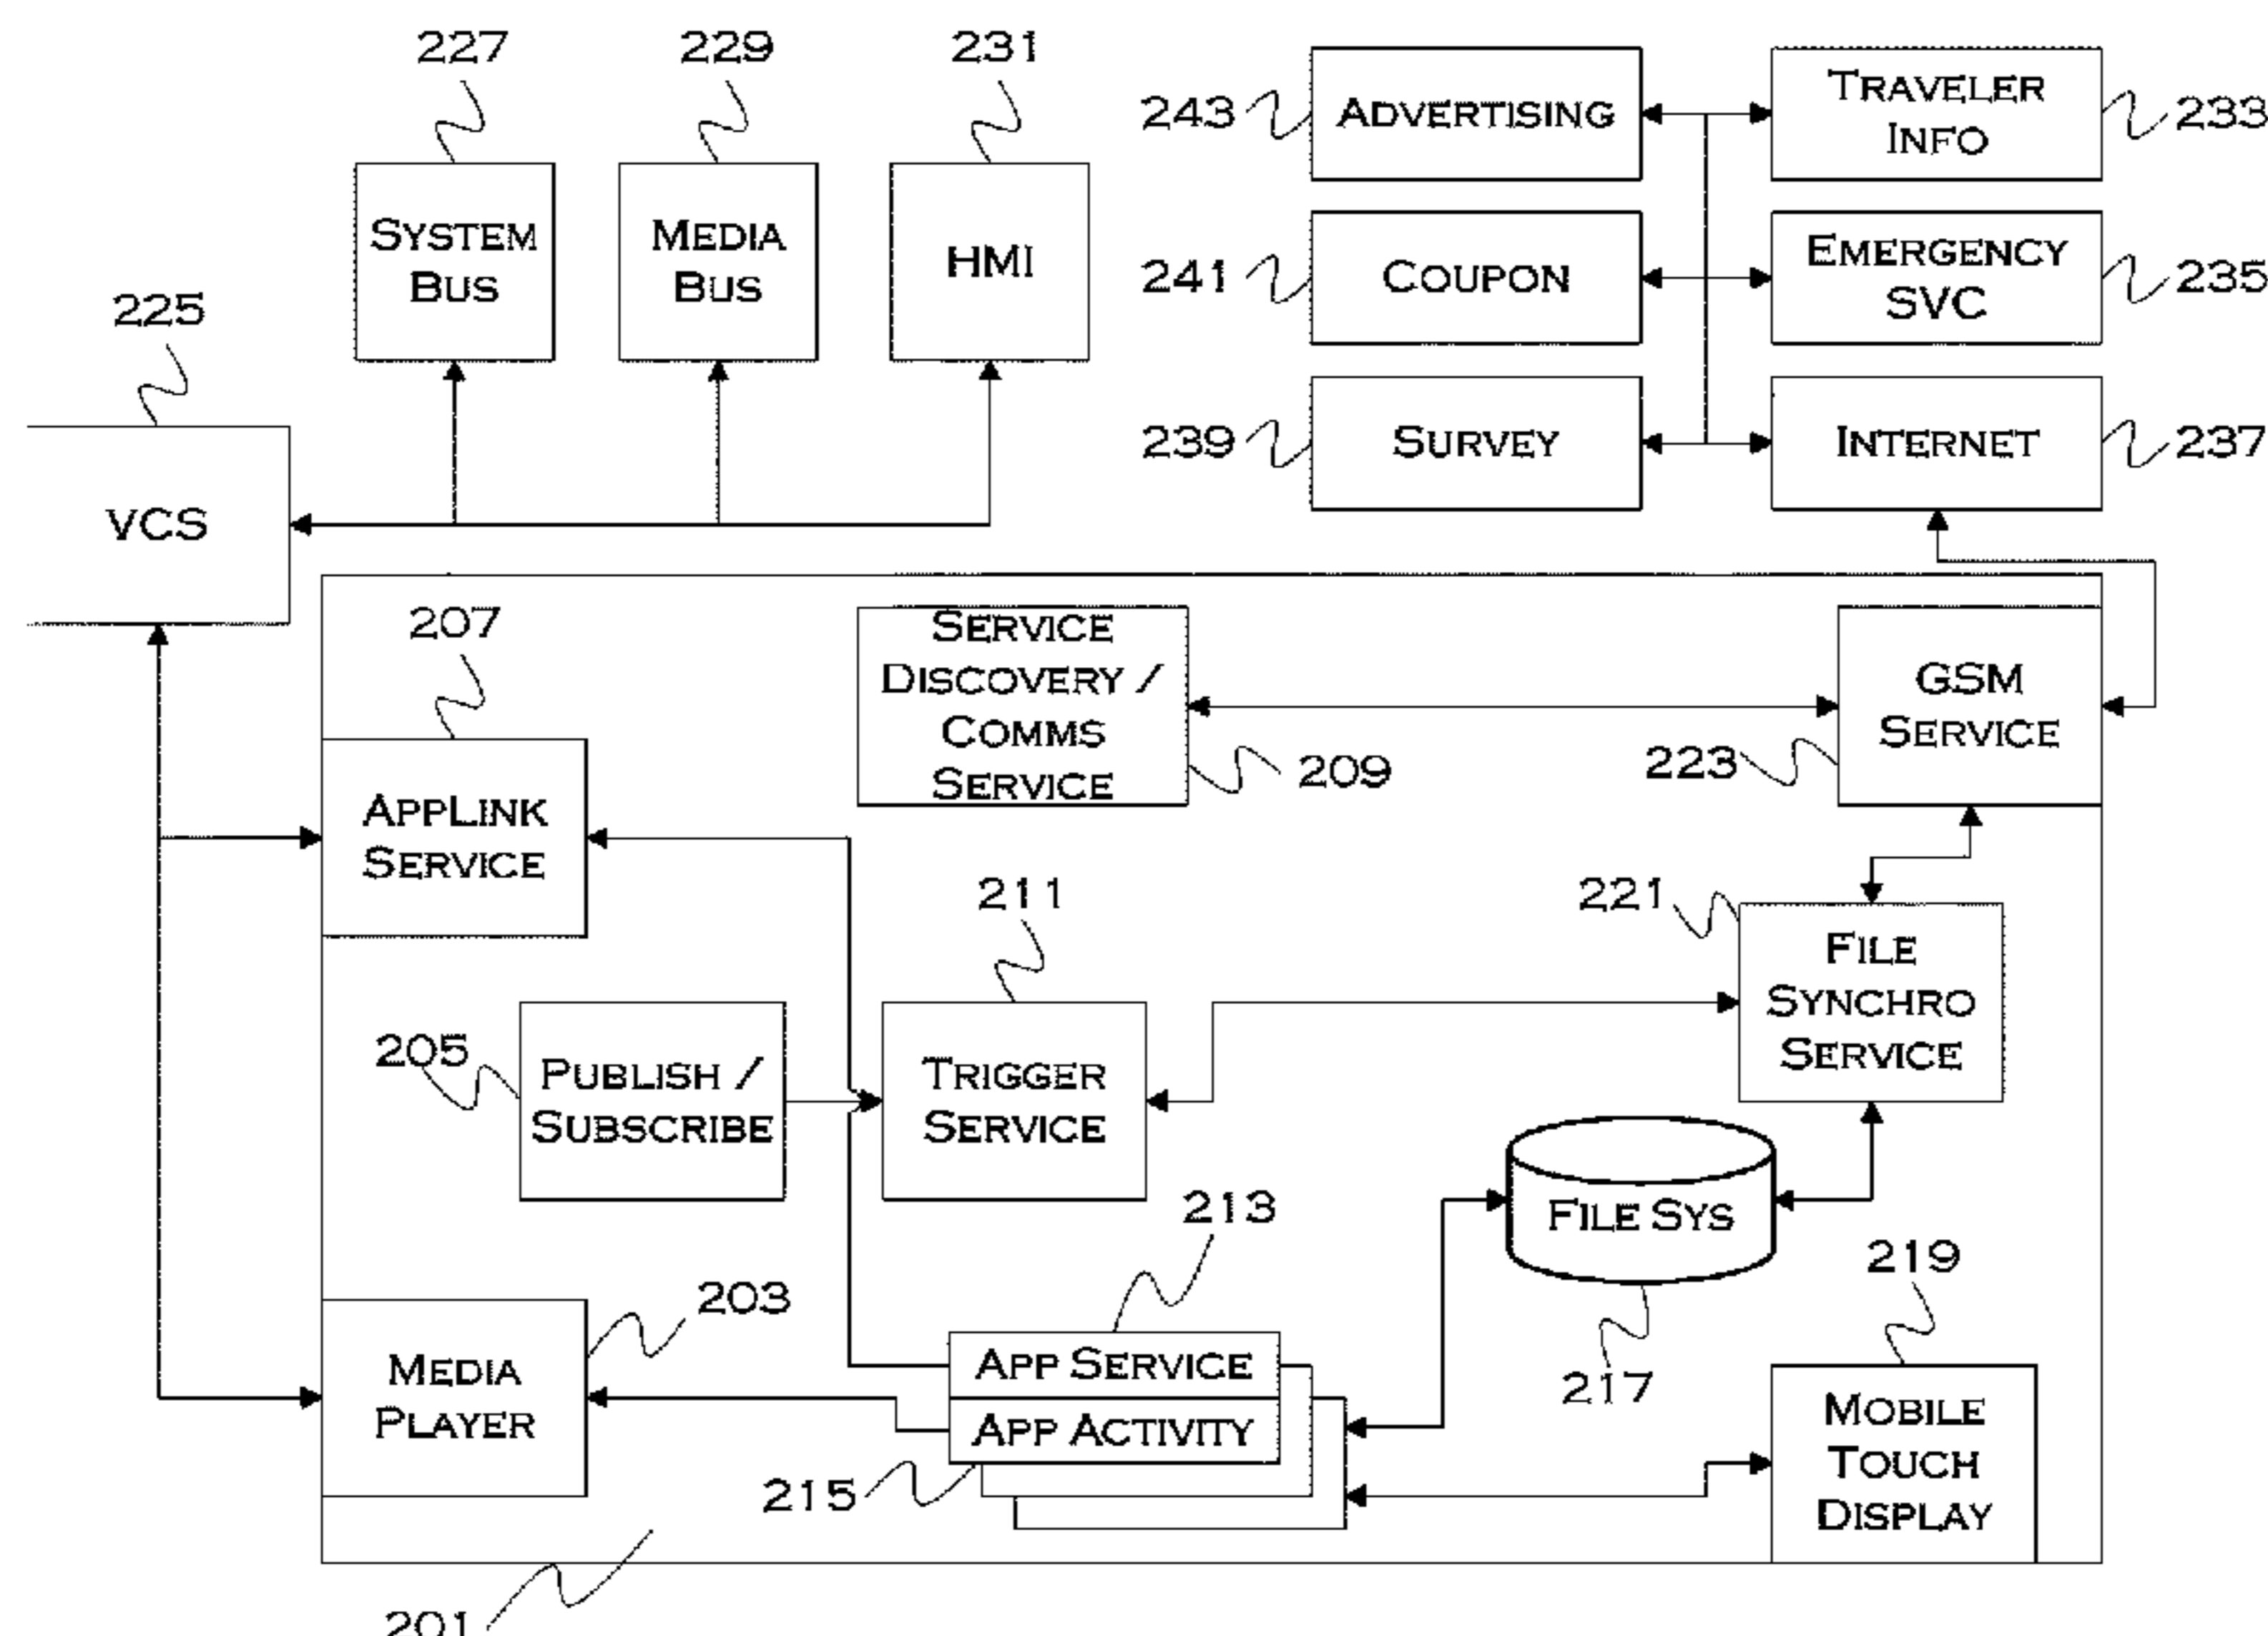 227
229
231
243
ADVERTISING
TRAVELER
INFO
233
SYSTEM
BUS
MEDIA
BUS
HMI
241
COUPON
EMERGENCY
SVC
235
225
239
SURVEY
INTERNET
237
VCS
207
SERVICE
DISCOVERY /
COMMS
SERVICE
209
GSM
SERVICE
223
APPLINK
SERVICE
211
221
FILE
SYNCHRO
SERVICE
205
PUBLISH /
SUBSCRIBE
TRIGGER
SERVICE
213
FILE SYS
217
219
203
MEDIA
PLAYER
APP SERVICE
APP ACTIVITY
215
MOBILE
TOUCH
DISPLAY
201